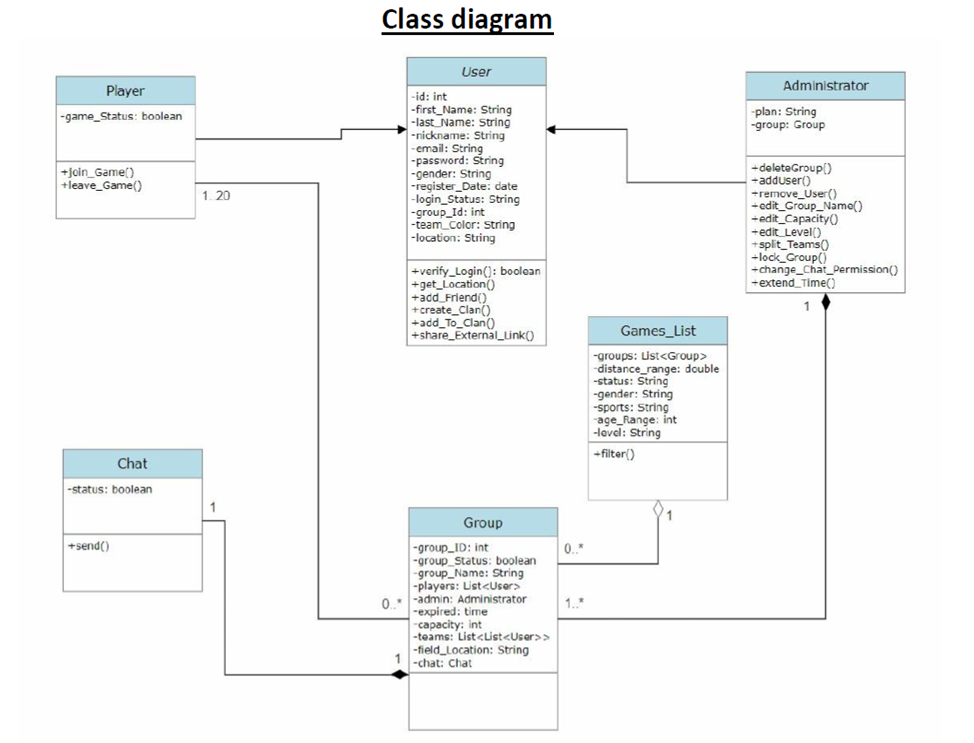 Class diagram
Player
-game_Status: boolean
+join_Game()
+leave_Game()
1..20
User
-id: int
-first_Name: String
-last_Name: String
-nickname: String
-email: String
-password: String
-gender: String
-register_Date: date
-login_Status: String
-group_Id: int
-team_Color: String
-location: String
+verify_Login(): boolean
+get_Location()
+add_Friend()
+create_Clan()
+add_To_Clan()
+share_External_Link()
Administrator
-plan: String
-group: Group
+deleteGroup()
+addUser()
+remove_User()
+edit_Group_Name()
+edit_Capacity()
+edit_Level()
+split_Teams()
+lock_Group()
+change_Chat_Permission()
+extend_Time()
1
Games_List
-groups: List<Group>
-distance_range: double
-status: String
-gender: String
-sports: String
-age_Range: int
-level: String
+filter()
1
Chat
-status: boolean
+send()
1
Group
-group_ID: int
-group_Status: boolean
-group_Name: String
-players: List<User>
-admin: Administrator
-expired: time
-capacity: int
-teams: List<List<User>>
-field_Location: String
-chat: Chat
0..*
0..*
1..*
1